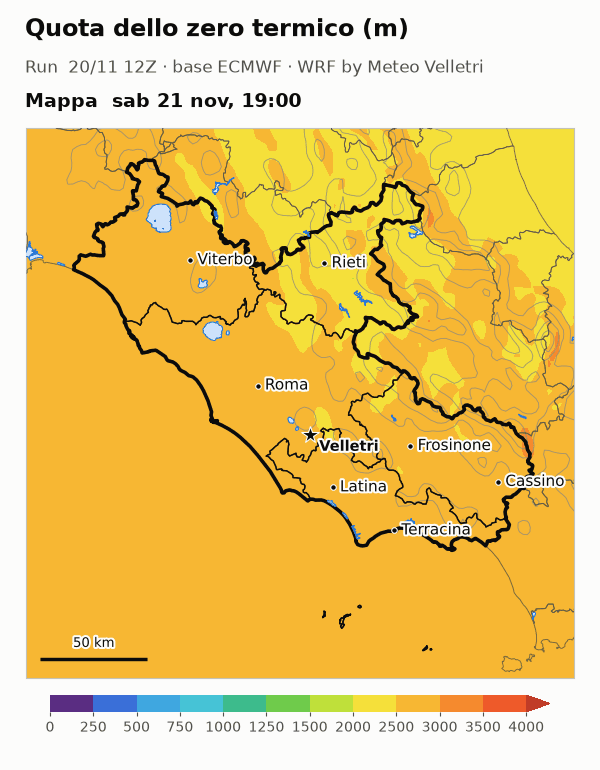 Quota dello zero termico (m)
Run  20/11 12Z · base ECMWF · WRF by Meteo Velletri
Mappa  sab 21 nov, 19:00
Viterbo
Rieti
Roma
Velletri
Frosinone
Cassino
Latina
Terracina
50 km
0 250 500 750 1000 1250 1500 2000 2500 3000 3500 4000